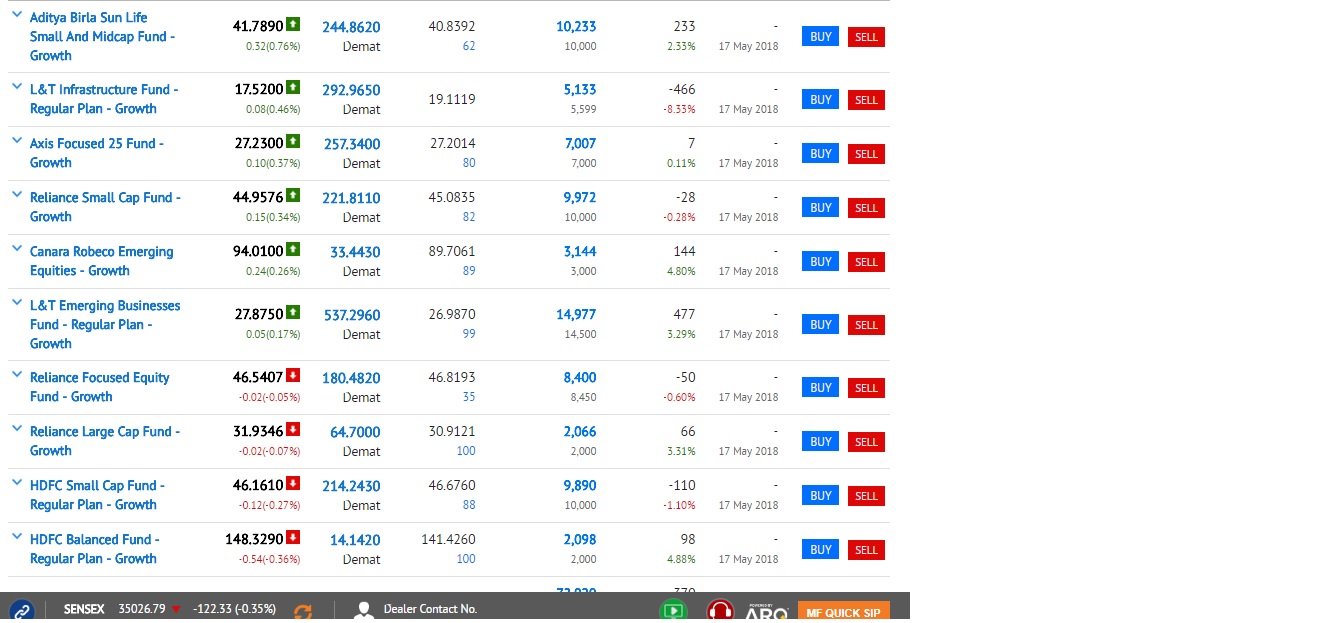 Aditya Birla Sun Life
Small And Midcap Fund -
Growth
41.7890 244.8620 40.8392 10,233 233 -
0.32(0.76%) Demat 62 10,000 2.33% 17 May 2018
BUY SELL
L&T Infrastructure Fund -
Regular Plan - Growth
17.5200 292.9650 19.1119 5,133 -466 -
0.08(0.46%) Demat 5,599 -8.33% 17 May 2018
BUY SELL
Axis Focused 25 Fund -
Growth
27.2300 257.3400 27.2014 7,007 7 -
0.10(0.37%) Demat 80 7,000 0.11% 17 May 2018
BUY SELL
Reliance Small Cap Fund -
Growth
44.9576 221.8110 45.0835 9,972 -28 -
0.15(0.34%) Demat 82 10,000 -0.28% 17 May 2018
BUY SELL
Canara Robeco Emerging
Equities - Growth
94.0100 33.4430 89.7061 3,144 144 -
0.24(0.26%) Demat 89 3,000 4.80% 17 May 2018
BUY SELL
L&T Emerging Businesses
Fund - Regular Plan -
Growth
27.8750 537.2960 26.9870 14,977 477 -
0.05(0.17%) Demat 99 14,500 3.29% 17 May 2018
BUY SELL
Reliance Focused Equity
Fund - Growth
46.5407 180.4820 46.8193 8,400 -50 -
-0.02(-0.05%) Demat 35 8,450 -0.60% 17 May 2018
BUY SELL
Reliance Large Cap Fund -
Growth
31.9346 64.7000 30.9121 2,066 66 -
-0.02(-0.07%) Demat 100 2,000 3.31% 17 May 2018
BUY SELL
HDFC Small Cap Fund -
Regular Plan - Growth
46.1610 214.2430 46.6760 9,890 -110 -
-0.12(-0.27%) Demat 88 10,000 -1.10% 17 May 2018
BUY SELL
HDFC Balanced Fund -
Regular Plan - Growth
148.3290 14.1420 141.4260 2,098 98 -
-0.54(-0.36%) Demat 100 2,000 4.88% 17 May 2018
BUY SELL
SENSEX 35026.79 -122.33 (-0.35%) Dealer Contact No. POWERED BY ARQ MF QUICK SIP